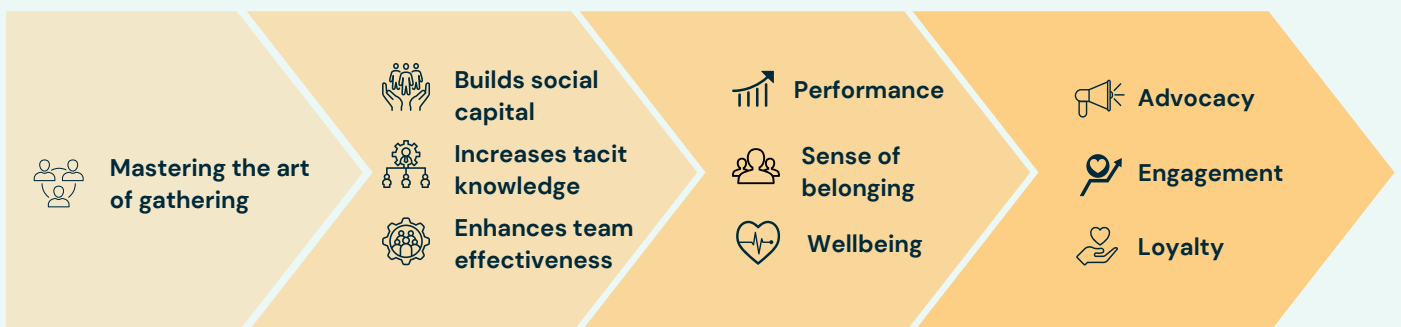 Mastering the art
of gathering
Builds social
capital
Increases tacit
knowledge
Enhances team
effectiveness
Performance
Sense of
belonging
Wellbeing
Advocacy
Engagement
Loyalty